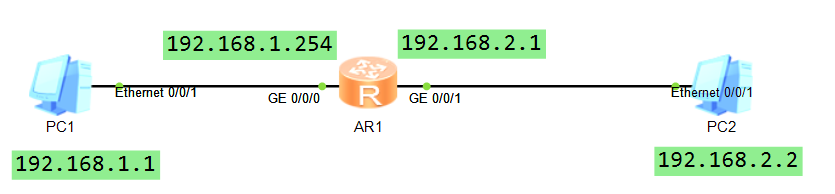 192.168.1.254
192.168.2.1
Ethernet 0/0/1
GE 0/0/0
R
GE 0/0/1
Ethernet 0/0/1
PC1
AR1
PC2
192.168.1.1
192.168.2.2